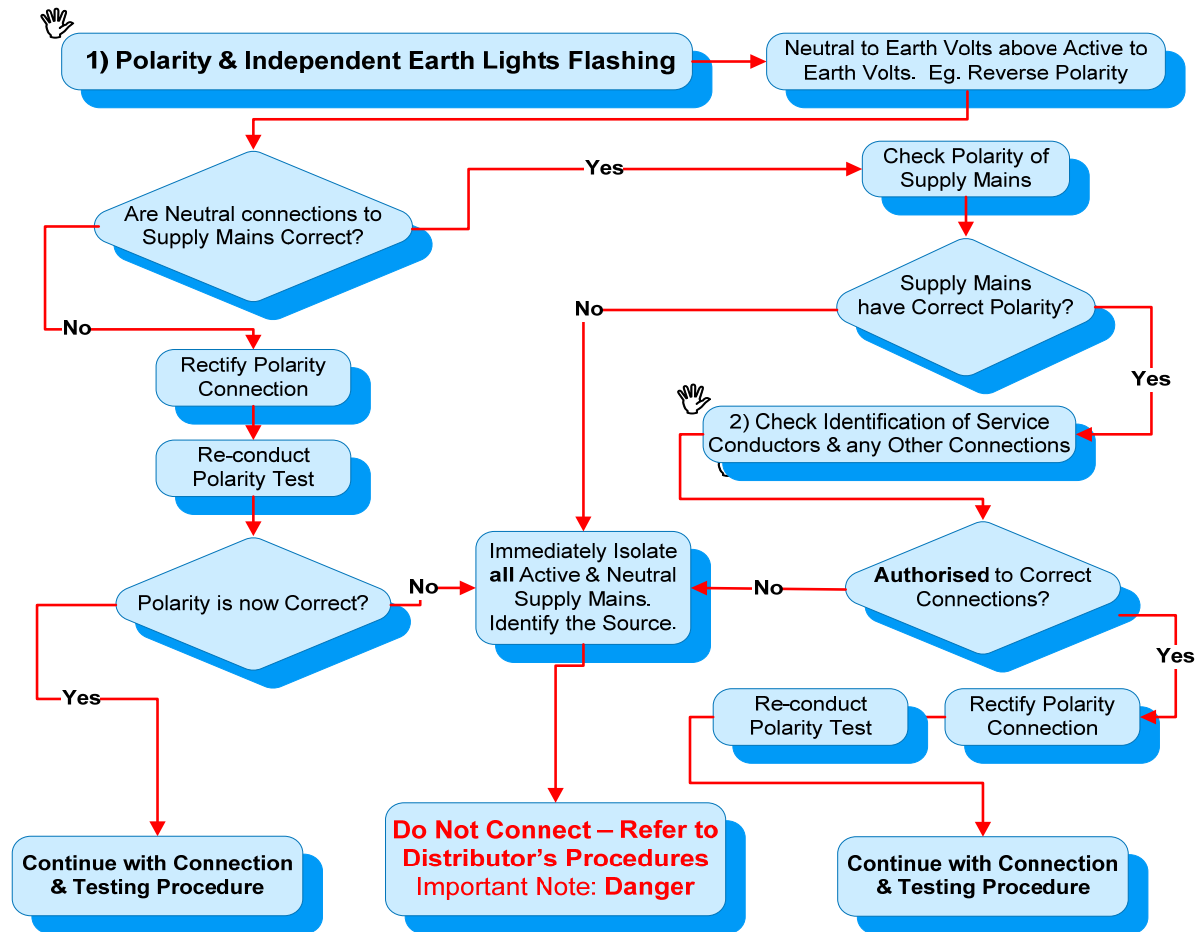 1) Polarity & Independent Earth Lights Flashing
Neutral to Earth Volts above Active to
Earth Volts.  Eg. Reverse Polarity
Are Neutral connections to
Supply Mains Correct?
Yes
Check Polarity of
Supply Mains
Supply Mains
have Correct Polarity?
No
No
Yes
Rectify Polarity
Connection
2) Check Identification of Service
Conductors & any Other Connections
Re-conduct
Polarity Test
Immediately Isolate
all Active & Neutral
Supply Mains.
Identify the Source.
Authorised to Correct
Connections?
Polarity is now Correct?
No
No
Yes
Yes
Re-conduct
Polarity Test
Rectify Polarity
Connection
Do Not Connect – Refer to
Distributor's Procedures
Important Note: Danger
Continue with Connection
& Testing Procedure
Continue with Connection
& Testing Procedure